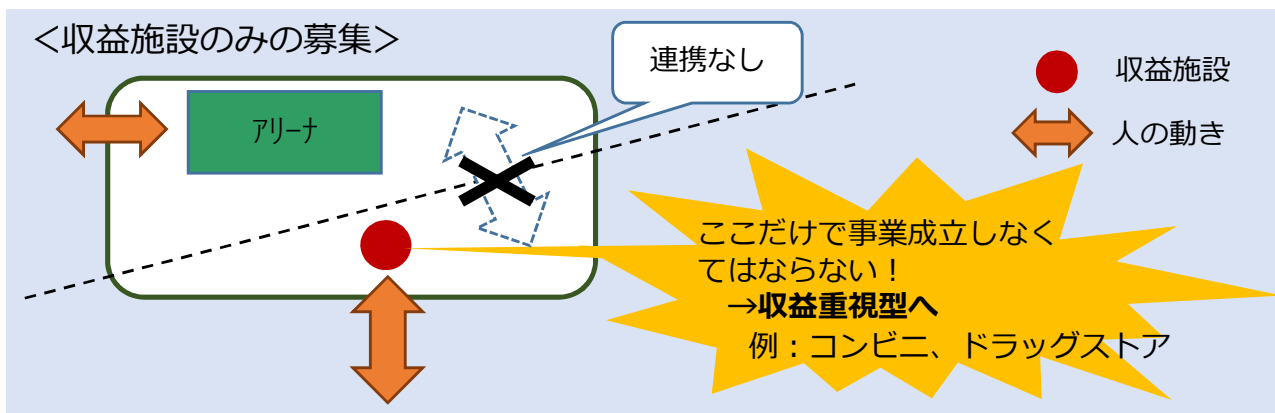 ＜収益施設のみの募集＞
連携なし
収益施設
ｱﾘｰﾅ
人の動き
ここだけで事業成立しなく
てはならない！
→収益重視型へ
例：コンビニ、ドラッグストア